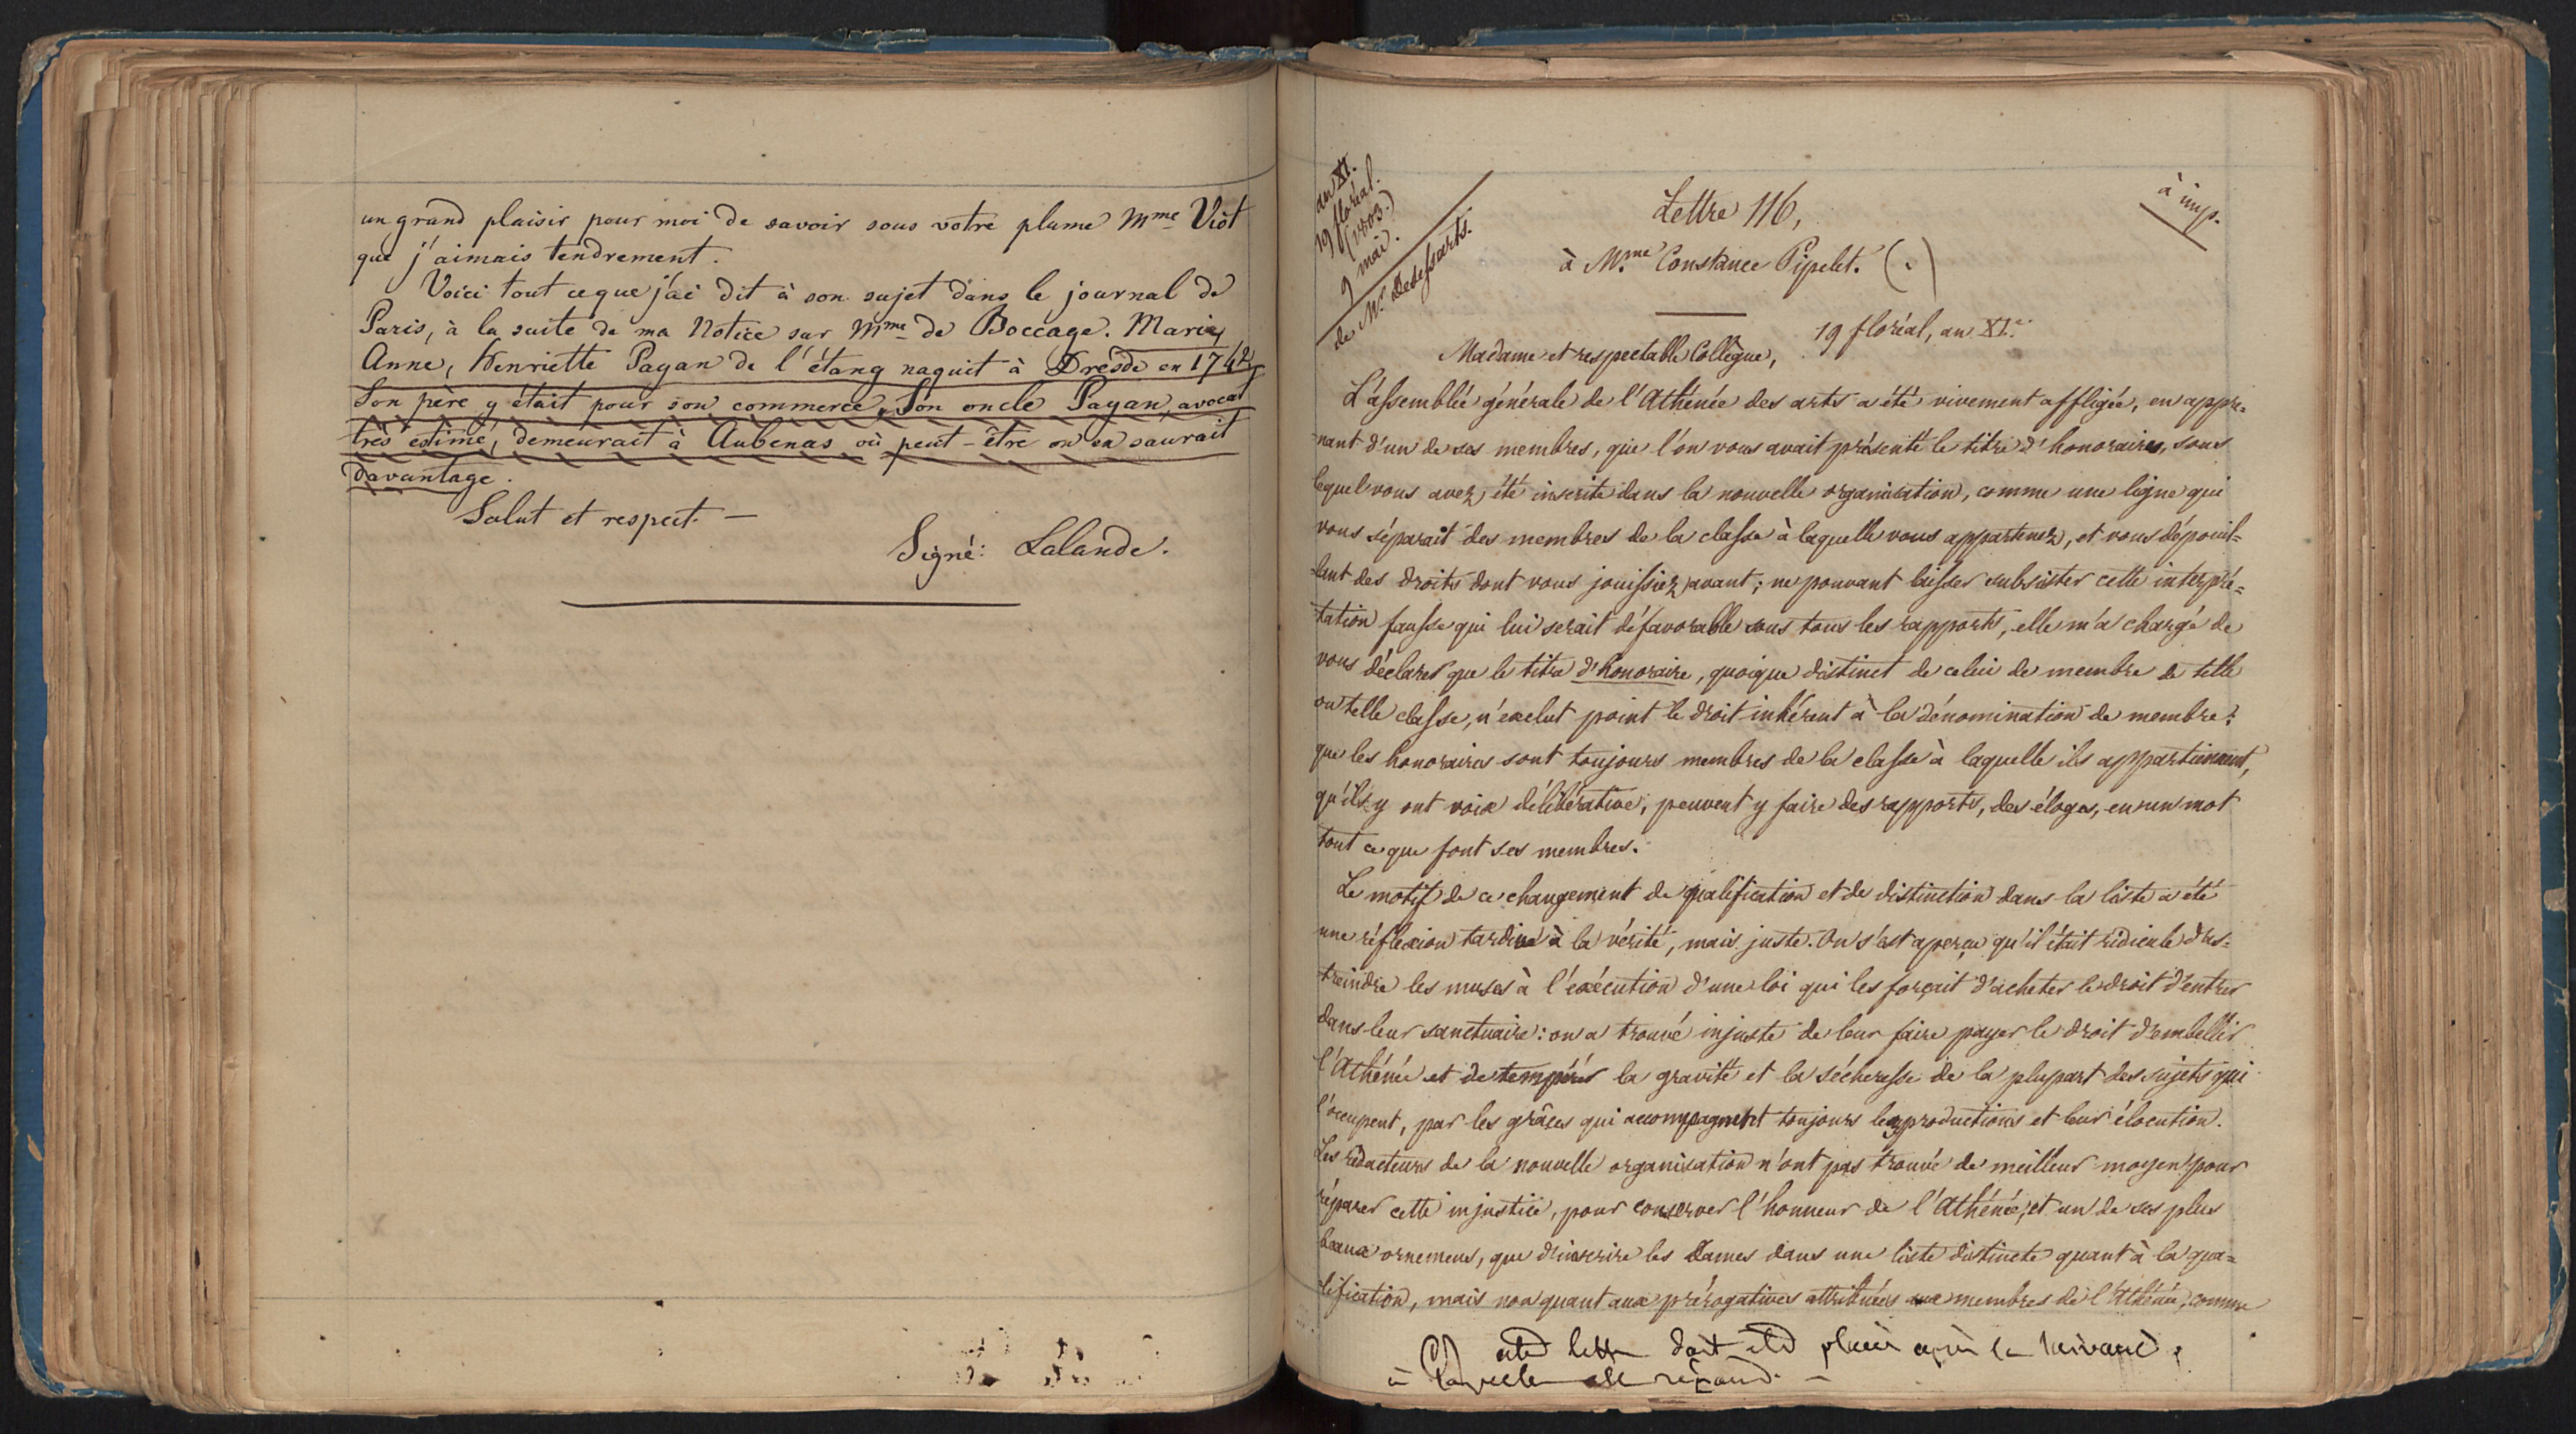 un grand plaisir pour moi de savoir sous votre plume Mme Viot
que j'aimais tendrement.
Voici tout ce que j'ai dit à son sujet dans le journal de
Paris, à la suite de ma Notice sur Mme de Boccage. Marie,
Anne, Henriette Payan de l'étang naquit à Dresde en 1742,
Son père y était pour son commerce. Son oncle Payan, avocat
très estimé, demeurait à Aubenas où peut-être on en saurait
davantage.
Salut et respect. —
Signé: Lalande.
an XI.
19 floréal.
(1803.)
9 mai.
de Mr. Desessarts.
Lettre 116,
à imp.
à M.me Constance Pipelet. (.)
19 floréal, an XI.e
Madame et respectable Collègue,
L'assemblée générale de l'Athénée des arts a été vivement affligée, en appre=
nant d'un de ses membres, que l'on vous avait présenté le titre d'honoraires, sous
lequel vous avez été inscrite dans la nouvelle organisation, comme une ligne qui
vous séparait des membres de la classe à laquelle vous appartenez, et vous dépouil=
lant des droits dont vous jouissiez avant; ne pouvant laisser subsister cette interpré=
tation fausse qui lui serait défavorable sous tous les rapports, elle m'a chargé de
vous déclarer que le titre d'honoraire, quoique distinct de celui de membre de telle
ou telle classe, n'exclut point le droit inhérent à la dénomination de membre:
que les honoraires sont toujours membres de la classe à laquelle ils appartiennent,
qu'ils y ont voix délibérative, peuvent y faire des rapports, des éloges, en un mot
tout ce que font ses membres.
Le motif de ce changement de qualification et de distinction dans la liste a été
une réflexion tardive à la vérité, mais juste. On s'est aperçu qu'il était ridicule d'as=
treindre les muses à l'exécution d'une loi qui les forçait d'acheter le droit d'entrer
dans leur sanctuaire: on a trouvé injuste de leur faire payer le droit d'embellir
l'Athénée et de tempérer la gravité et la sécheresse de la plupart des sujets qui
l'occupent, par les grâces qui accompagnent toujours leurs productions et leur élocution.
Les rédacteurs de la nouvelle organisation n'ont pas trouvé de meilleur moyen pour
réparer cette injustice, pour conserver l'honneur de l'Athénée, et un de ses plus
beaux ornemens, que d'inscrire les Dames dans une liste distincte quant à la qua=
lification, mais non quant aux prérogatives attribuées aux membres de l'Athénée, comme
(.) cette lettre doit être placée après la suivante,
à laquelle elle répond. —